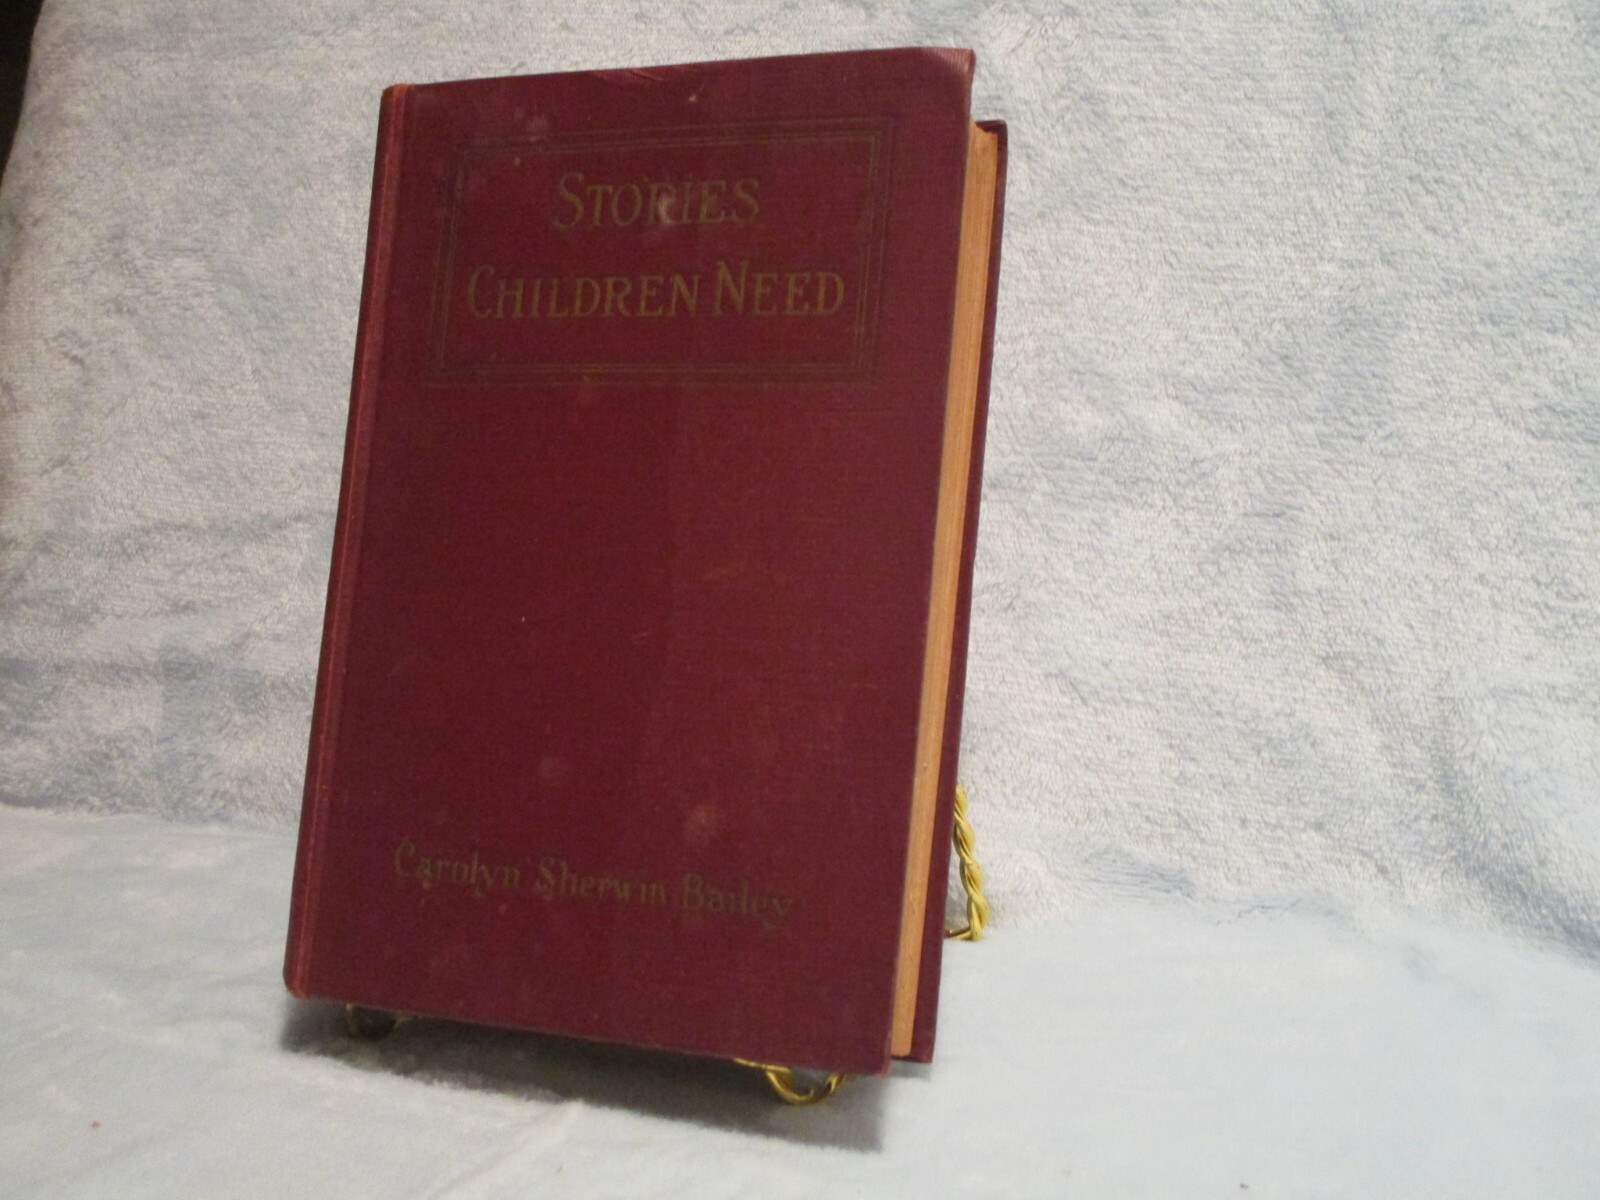 STORIES
CHILDREN NEED
Carolyn Sherwin Bailey